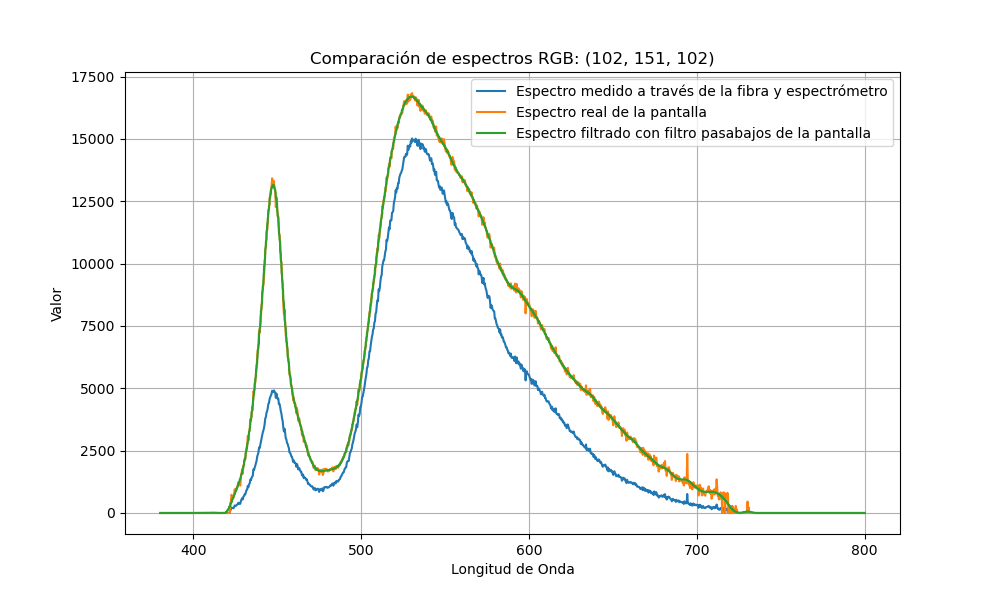 Comparación de espectros RGB: (102, 151, 102)
Espectro medido a través de la fibra y espectrómetro
Espectro real de la pantalla
Espectro filtrado con filtro pasabajos de la pantalla
Valor
17500
15000
12500
10000
7500
5000
2500
0
400 500 600 700 800
Longitud de Onda